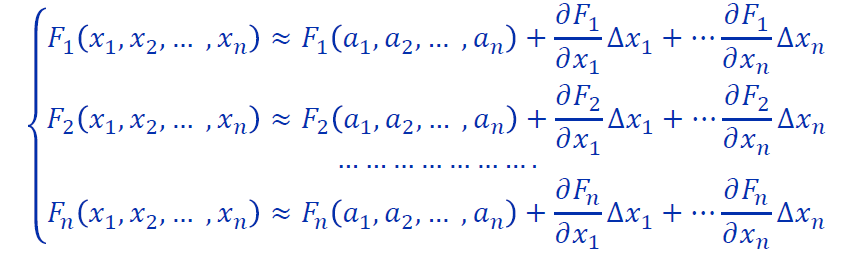 F₁(x₁, x₂, … , xₙ) ≈ F₁(a₁, a₂, … , aₙ) + ∂F₁/∂x₁ Δx₁ + ⋯ ∂F₁/∂xₙ Δxₙ
F₂(x₁, x₂, … , xₙ) ≈ F₂(a₁, a₂, … , aₙ) + ∂F₂/∂x₁ Δx₁ + ⋯ ∂F₂/∂xₙ Δxₙ
… … … … … … ….
Fₙ(x₁, x₂, … , xₙ) ≈ Fₙ(a₁, a₂, … , aₙ) + ∂Fₙ/∂x₁ Δx₁ + ⋯ ∂Fₙ/∂xₙ Δxₙ